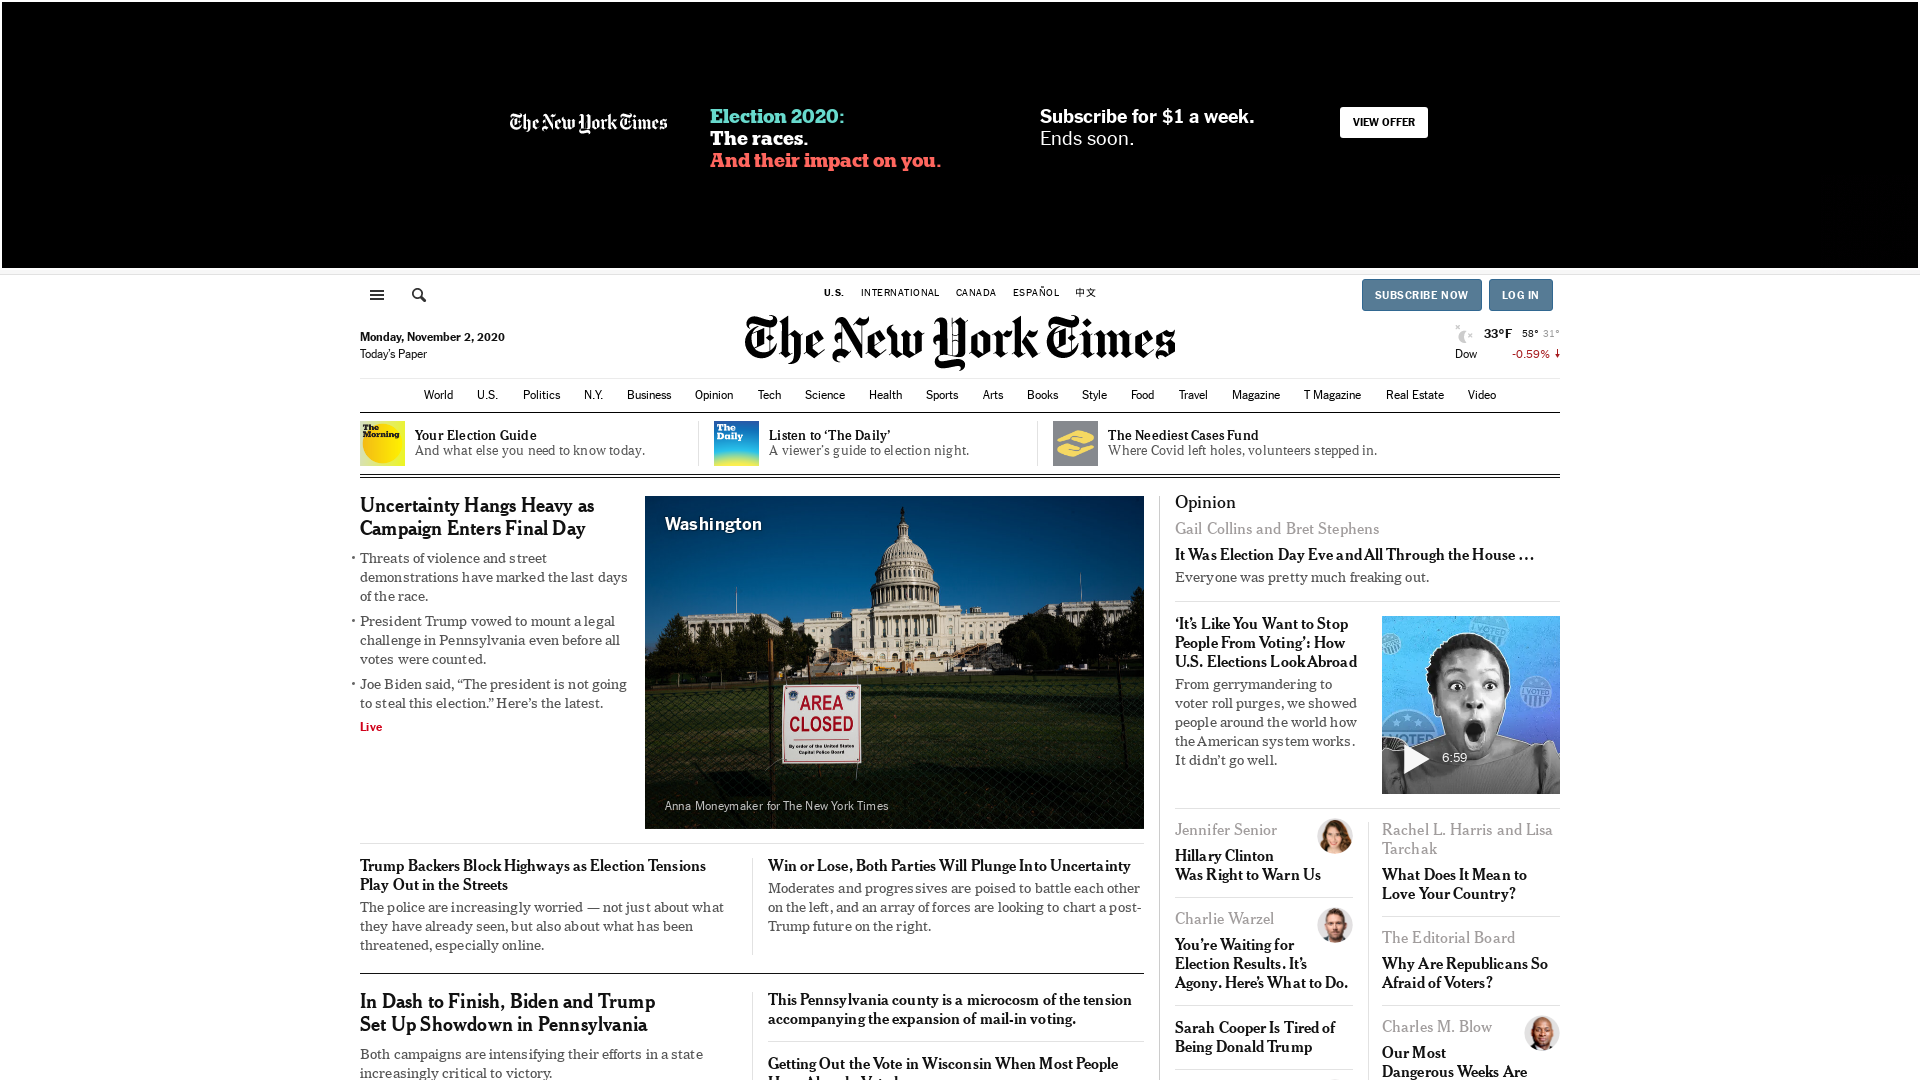 The New York Times
Election 2020:
The races.
And their impact on you.
Subscribe for $1 a week.
Ends soon.
VIEW OFFER
U.S.
INTERNATIONAL
CANADA
ESPAÑOL
中文
SUBSCRIBE NOW
LOG IN
Monday, November 2, 2020
Today's Paper
The New York Times
33°F 58° 31°
Dow -0.59%
World
U.S.
Politics
N.Y.
Business
Opinion
Tech
Science
Health
Sports
Arts
Books
Style
Food
Travel
Magazine
T Magazine
Real Estate
Video
The
Morning
Your Election Guide
And what else you need to know today.
The
Daily
Listen to ‘The Daily’
A viewer's guide to election night.
The Neediest Cases Fund
Where Covid left holes, volunteers stepped in.
Uncertainty Hangs Heavy as
Campaign Enters Final Day
• Threats of violence and street
demonstrations have marked the last days
of the race.
• President Trump vowed to mount a legal
challenge in Pennsylvania even before all
votes were counted.
• Joe Biden said, “The president is not going
to steal this election.” Here’s the latest.
Live
Washington
AREA
CLOSED
By order of the United States
Capitol Police Board
Anna Moneymaker for The New York Times
Trump Backers Block Highways as Election Tensions
Play Out in the Streets
The police are increasingly worried — not just about what
they have already seen, but also about what has been
threatened, especially online.
Win or Lose, Both Parties Will Plunge Into Uncertainty
Moderates and progressives are poised to battle each other
on the left, and an array of forces are looking to chart a post-
Trump future on the right.
In Dash to Finish, Biden and Trump
Set Up Showdown in Pennsylvania
Both campaigns are intensifying their efforts in a state
increasingly critical to victory.
This Pennsylvania county is a microcosm of the tension
accompanying the expansion of mail-in voting.
Getting Out the Vote in Wisconsin When Most People
Opinion
Gail Collins and Bret Stephens
It Was Election Day Eve and All Through the House …
Everyone was pretty much freaking out.
‘It’s Like You Want to Stop
People From Voting’: How
U.S. Elections Look Abroad
From gerrymandering to
voter roll purges, we showed
people around the world how
the American system works.
It didn’t go well.
I VOTED
I VOTED
VOTED
6:59
Jennifer Senior
Hillary Clinton
Was Right to Warn Us
Charlie Warzel
You’re Waiting for
Election Results. It’s
Agony. Here’s What to Do.
Sarah Cooper Is Tired of
Being Donald Trump
Rachel L. Harris and Lisa
Tarchak
What Does It Mean to
Love Your Country?
The Editorial Board
Why Are Republicans So
Afraid of Voters?
Charles M. Blow
Our Most
Dangerous Weeks Are